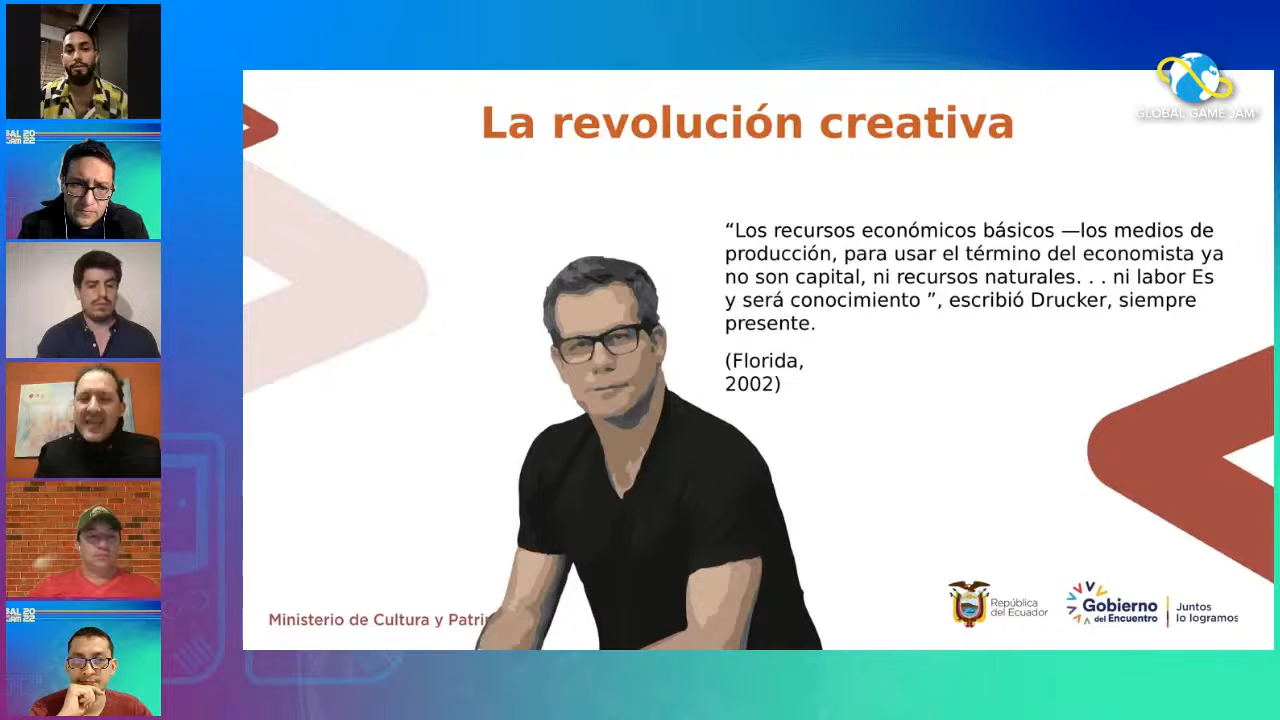 GLOBAL GAME JAM
La revolución creativa
“Los recursos económicos básicos —los medios de
producción, para usar el término del economista ya
no son capital, ni recursos naturales. . . ni labor Es
y será conocimiento ”, escribió Drucker, siempre
presente.
(Florida,
2002)
Ministerio de Cultura y Patri
República
del Ecuador
Gobierno
del Encuentro
Juntos
lo logramos